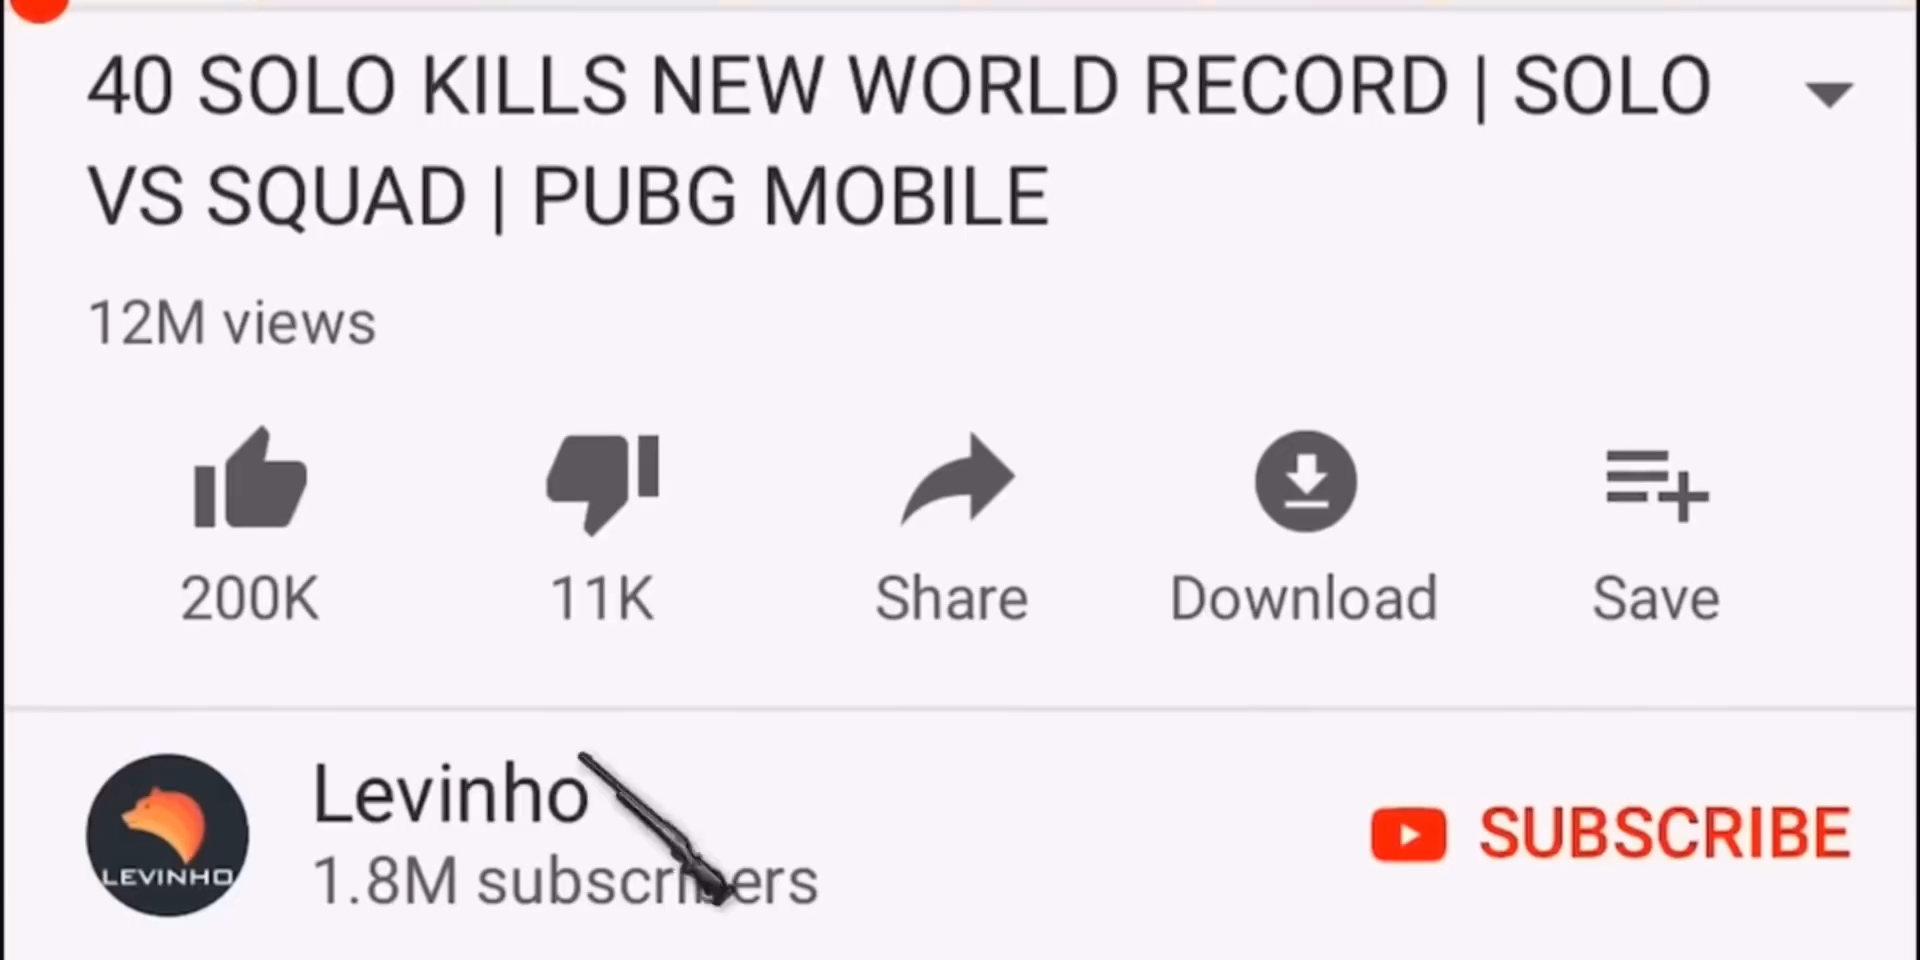 40 SOLO KILLS NEW WORLD RECORD | SOLO
VS SQUAD | PUBG MOBILE
12M views
200K
11K
Share
Download
Save
Levinho
1.8M subscribers
LEVINHO
SUBSCRIBE